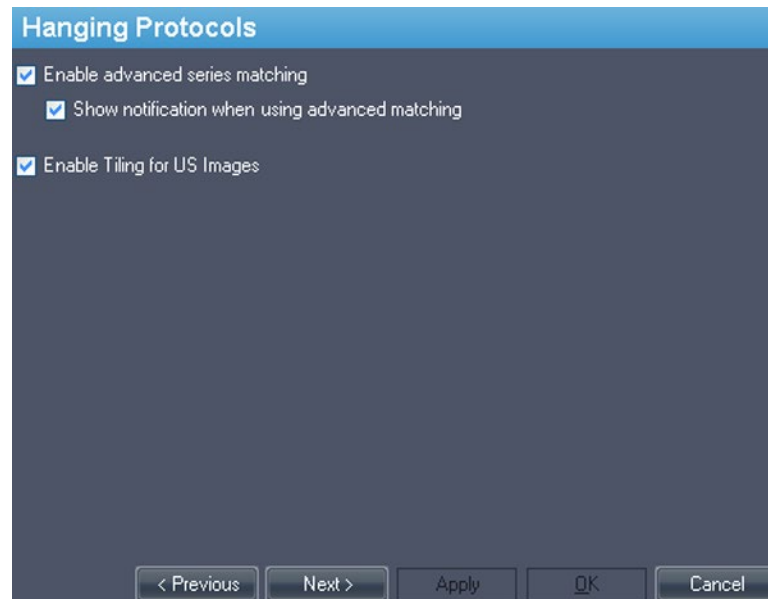 Hanging Protocols
Enable advanced series matching
Show notification when using advanced matching
Enable Tiling for US Images
< Previous Next > Apply OK Cancel